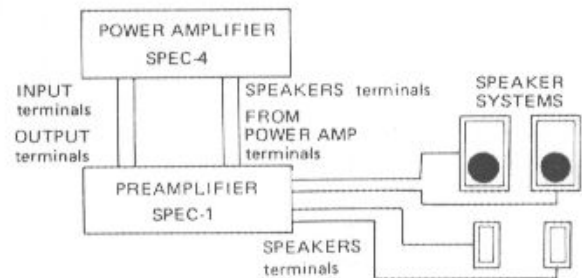 POWER AMPLIFIER
SPEC-4
INPUT
terminals
OUTPUT
terminals
SPEAKERS terminals
FROM
POWER AMP
terminals
SPEAKER
SYSTEMS
PREAMPLIFIER
SPEC-1
SPEAKERS
terminals